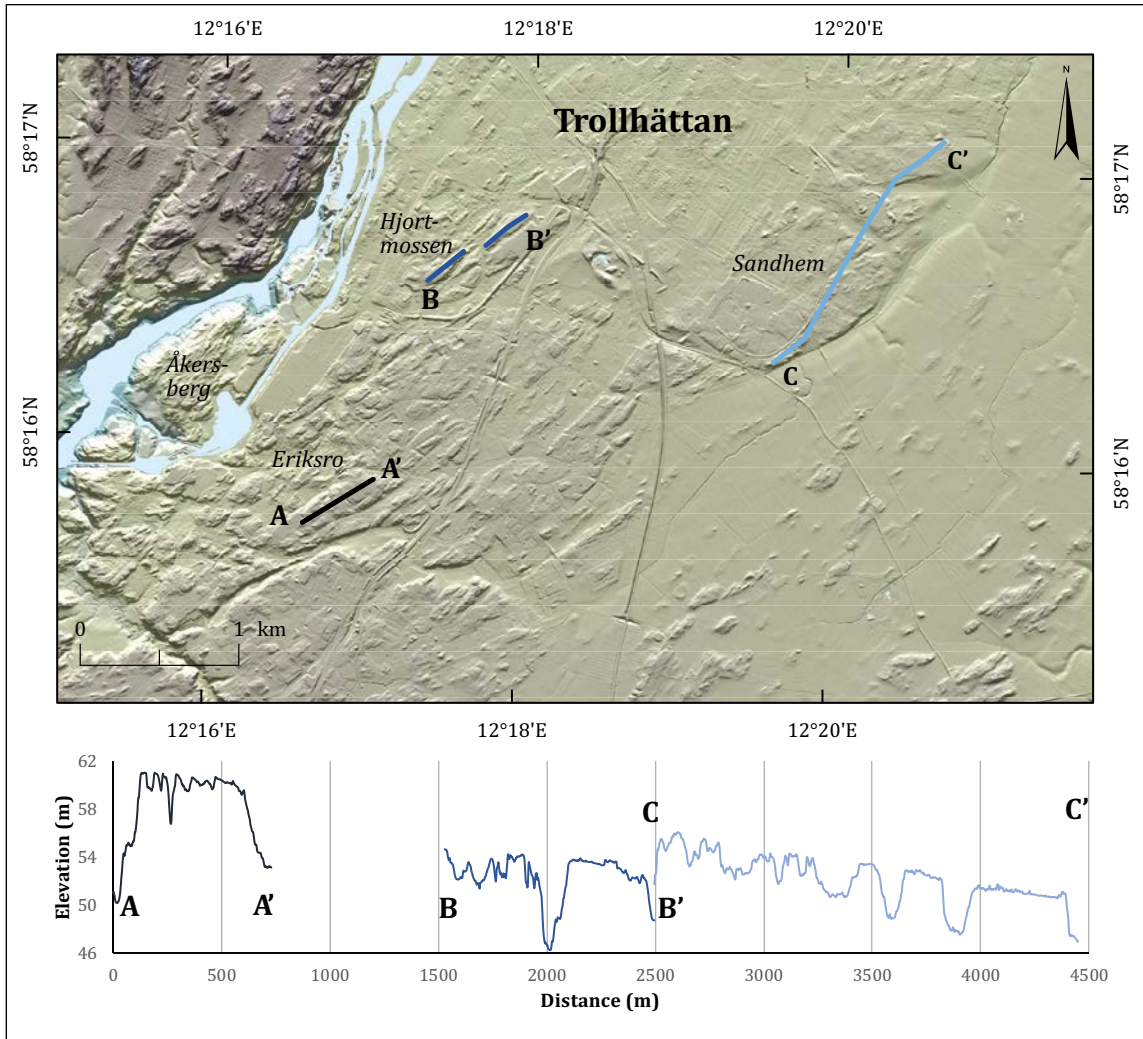 12°16'E 12°18'E 12°20'E
N
Trollhättan
58°17'N
58°17'N
C'
Hjort-
mossen
B'
Sandhem
B
Åkers-
berg
C
58°16'N
58°16'N
Eriksro
A'
A
0 1 km
12°16'E 12°18'E 12°20'E
62
58
54
50
46
Elevation (m)
A
A'
B
B'
C
C'
0 500 1000 1500 2000 2500 3000 3500 4000 4500
Distance (m)